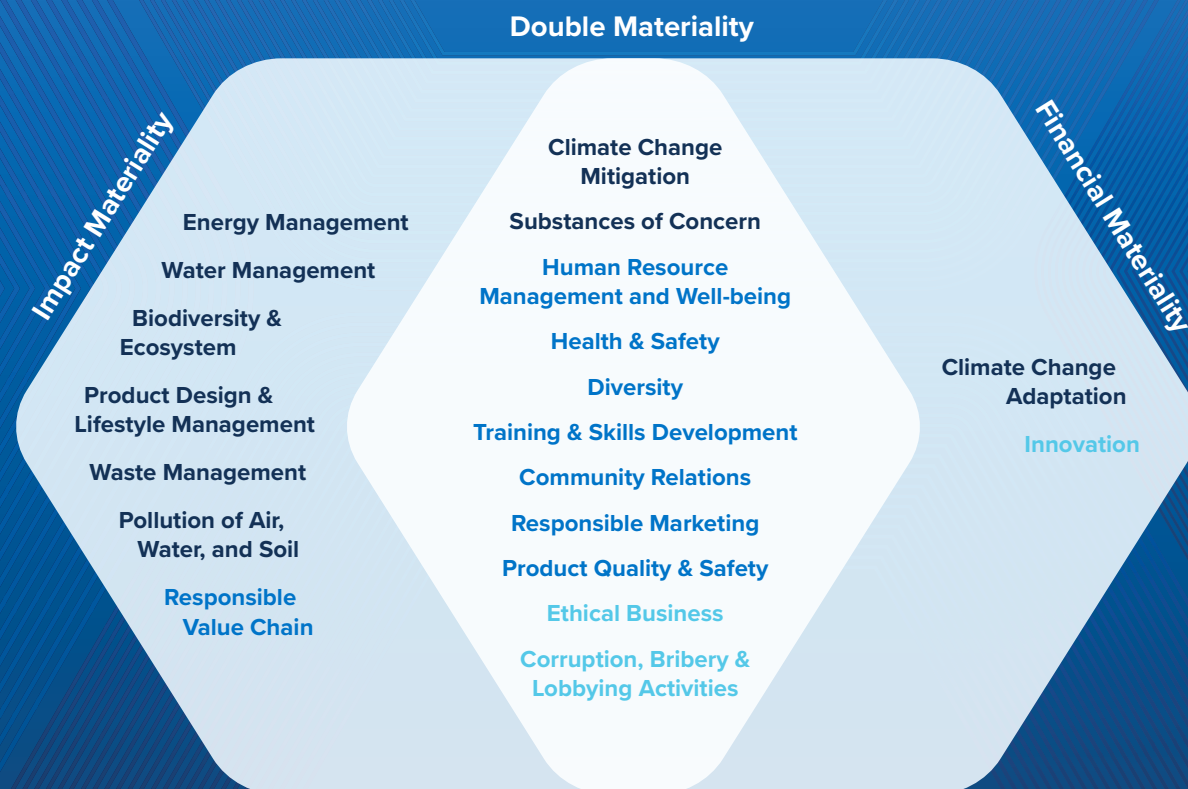 Double Materiality
Impact Materiality
Energy Management
Water Management
Biodiversity &
Ecosystem
Product Design &
Lifestyle Management
Waste Management
Pollution of Air,
Water, and Soil
Responsible
Value Chain
Climate Change
Mitigation
Substances of Concern
Human Resource
Management and Well-being
Health & Safety
Diversity
Training & Skills Development
Community Relations
Responsible Marketing
Product Quality & Safety
Ethical Business
Corruption, Bribery &
Lobbying Activities
Financial Materiality
Climate Change
Adaptation
Innovation